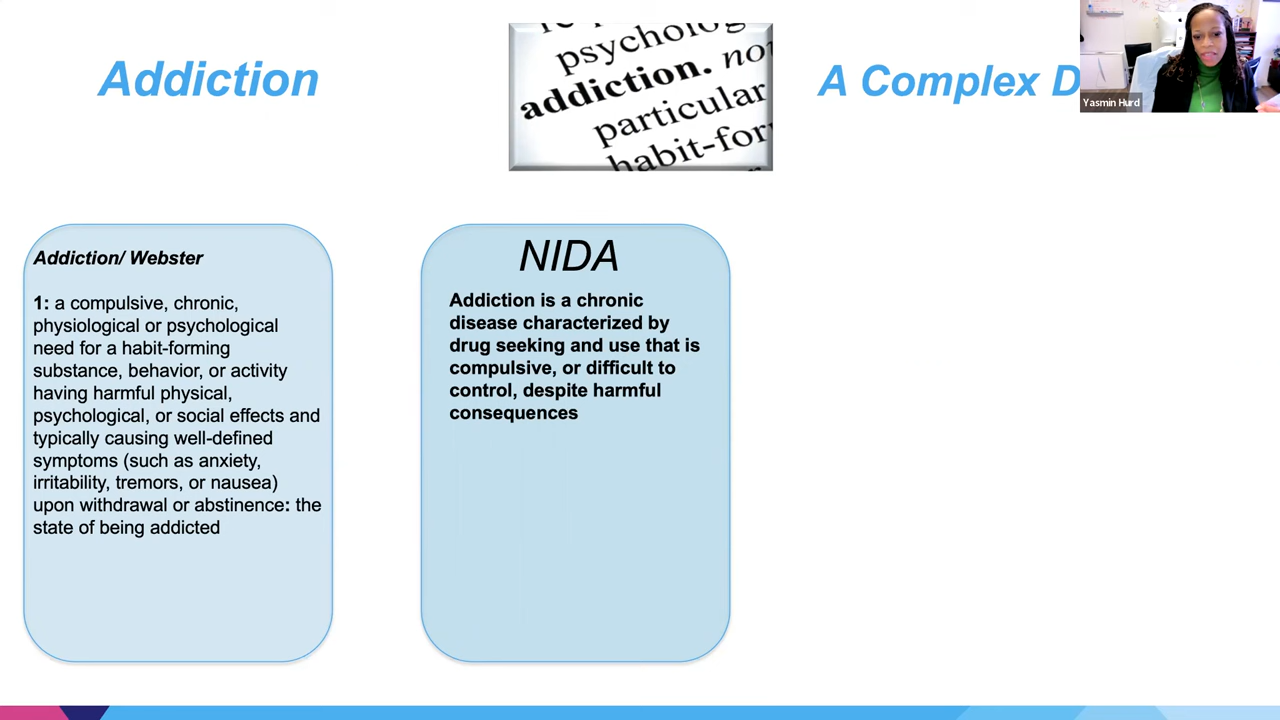 Addiction
psycholog
addiction. no
particular
habit-for
A Complex D
Yasmin Hurd
Addiction/ Webster
1: a compulsive, chronic,
physiological or psychological
need for a habit-forming
substance, behavior, or activity
having harmful physical,
psychological, or social effects and
typically causing well-defined
symptoms (such as anxiety,
irritability, tremors, or nausea)
upon withdrawal or abstinence: the
state of being addicted
NIDA
Addiction is a chronic
disease characterized by
drug seeking and use that is
compulsive, or difficult to
control, despite harmful
consequences